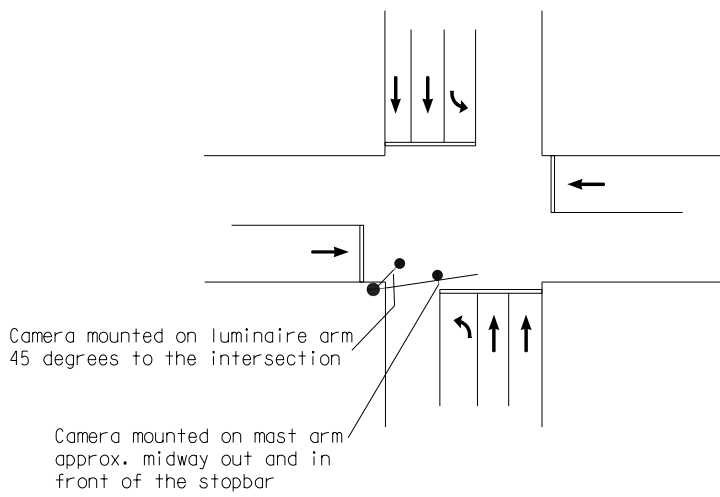 Camera mounted on luminaire arm
45 degrees to the intersection
Camera mounted on mast arm
approx. midway out and in
front of the stopbar